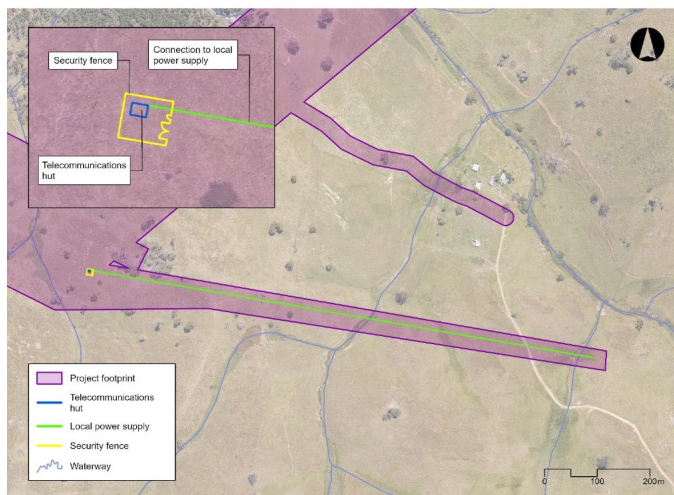 Security fence
Connection to local
power supply
Telecommunications
hut
Project footprint
Telecommunications
hut
Local power supply
Security fence
Waterway
0 100 200m